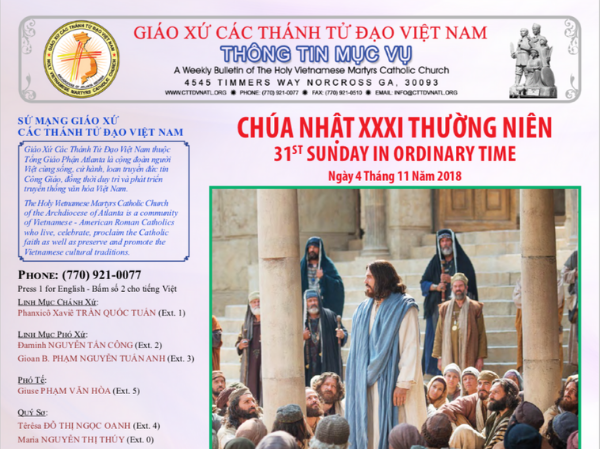 GIÁO XỨ CÁC THÁNH TỬ ĐẠO VIỆT NAM
THÔNG TIN MỤC VỤ
A Weekly Bulletin of The Holy Vietnamese Martyrs Catholic Church
4545 TIMMERS WAY NORCROSS GA, 30093
WWW.CTTDVNATL.ORG ● PHONE: (770) 921-0077 ● FAX: (770) 921-0510 ● EMAIL: INFO@CTTDVNATL.ORG
SỨ MẠNG GIÁO XỨ
CÁC THÁNH TỬ ĐẠO VIỆT NAM
Giáo Xứ Các Thánh Tử Đạo Việt Nam thuộc
Tổng Giáo Phận Atlanta là cộng đoàn người
Việt cùng sống, cử hành, loan truyền đức tin
Công Giáo, đồng thời duy trì và phát triển
truyền thống văn hóa Việt Nam.
The Holy Vietnamese Martyrs Catholic Church
of the Archdiocese of Atlanta is a community
of Vietnamese - American Roman Catholics
who live, celebrate, proclaim the Catholic
faith as well as preserve and promote the
Vietnamese cultural traditions.
PHONE: (770) 921-0077
Press 1 for English - Bấm số 2 cho tiếng Việt
LINH MỤC CHÁNH XỨ:
Phanxicô Xaviê TRẦN QUỐC TUẤN (Ext. 1)
LINH MỤC PHÓ XỨ:
Đaminh NGUYỄN TẤN CÔNG (Ext. 2)
Gioan B. PHẠM NGUYÊN TUẤN ANH (Ext. 3)
PHÓ TẾ:
Giuse PHẠM VĂN HÒA (Ext. 5)
QUÝ SƠ:
Têrêsa ĐỖ THỊ NGỌC OANH (Ext. 4)
Maria NGUYỄN THỊ THỦY (Ext. 0)
CHÚA NHẬT XXXI THƯỜNG NIÊN
31ST SUNDAY IN ORDINARY TIME
Ngày 4 Tháng 11 Năm 2018